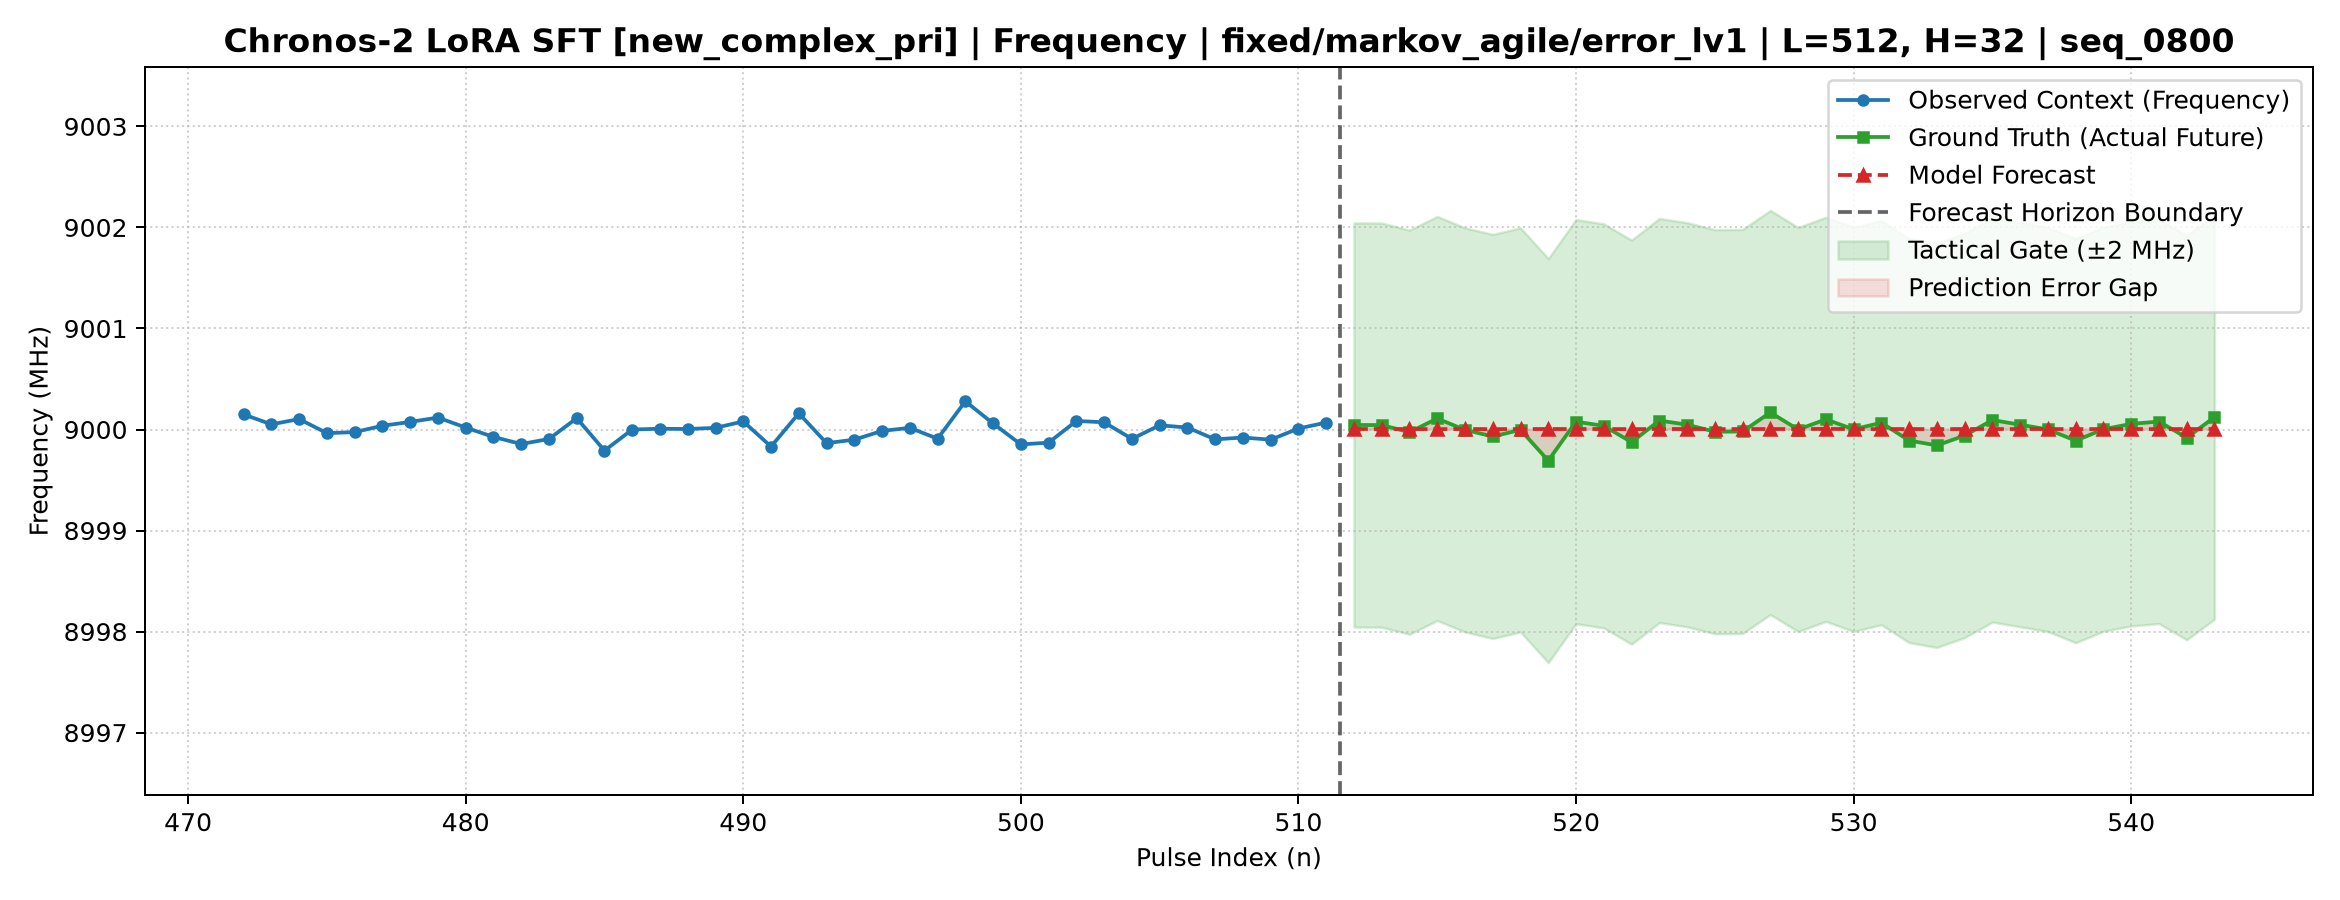 Chronos-2 LoRA SFT [new_complex_pri] | Frequency | fixed/markov_agile/error_lv1 | L=512, H=32 | seq_0800
Observed Context (Frequency)
Ground Truth (Actual Future)
Model Forecast
Forecast Horizon Boundary
Tactical Gate (±2 MHz)
Prediction Error Gap
Frequency (MHz)
9003
9002
9001
9000
8999
8998
8997
470 480 490 500 510 520 530 540
Pulse Index (n)